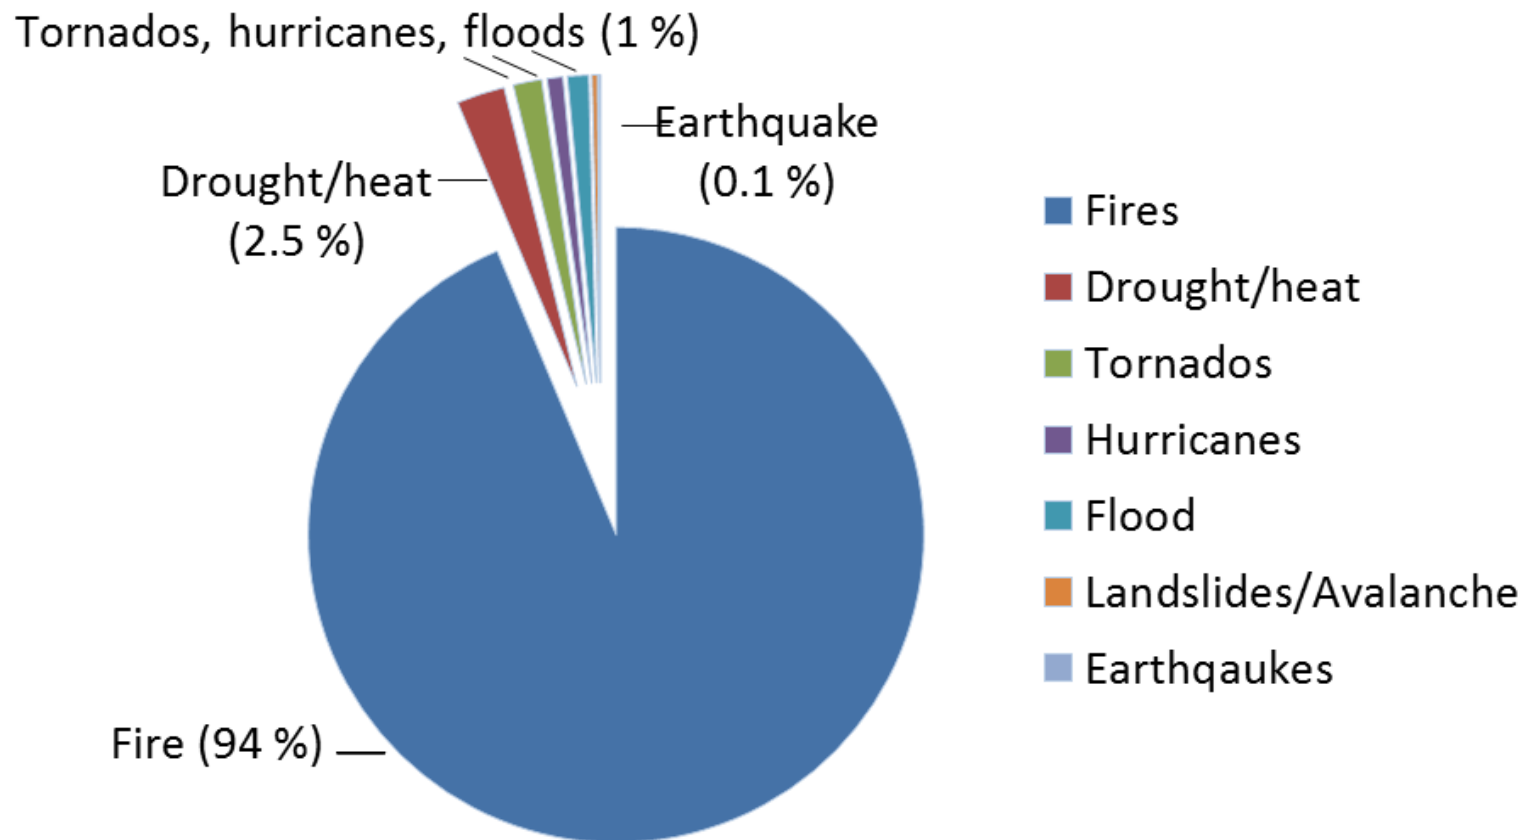 Tornados, hurricanes, floods (1 %)
Earthquake
(0.1 %)
Drought/heat
(2.5 %)
Fire (94 %)
Fires
Drought/heat
Tornados
Hurricanes
Flood
Landslides/Avalanche
Earthqaukes